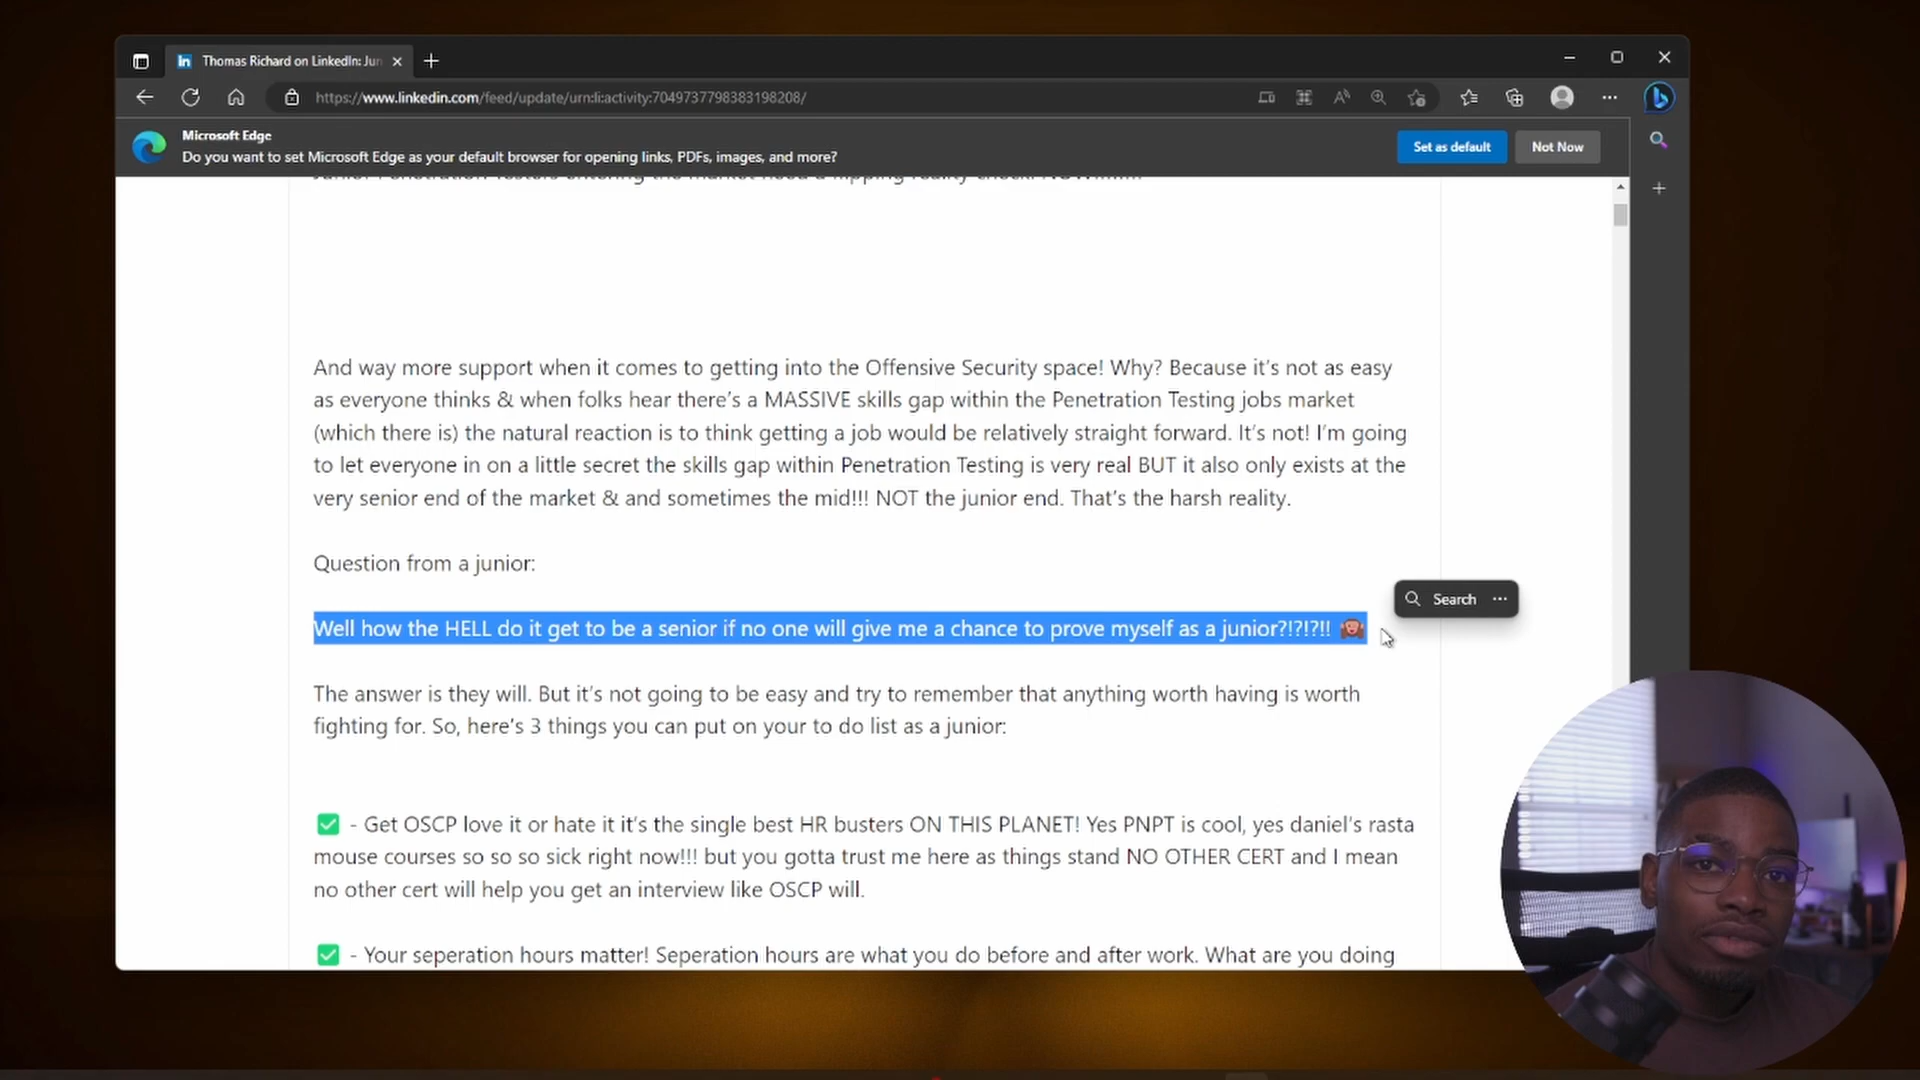 Thomas Richard on LinkedIn: Jun
https://www.linkedin.com/feed/update/urn:li:activity:7049737798383198208/
Microsoft Edge
Do you want to set Microsoft Edge as your default browser for opening links, PDFs, images, and more?
Set as default
Not Now
And way more support when it comes to getting into the Offensive Security space! Why? Because it's not as easy
as everyone thinks & when folks hear there's a MASSIVE skills gap within the Penetration Testing jobs market
(which there is) the natural reaction is to think getting a job would be relatively straight forward. It's not! I'm going
to let everyone in on a little secret the skills gap within Penetration Testing is very real BUT it also only exists at the
very senior end of the market & and sometimes the mid!!! NOT the junior end. That's the harsh reality.
Question from a junior:
Search
Well how the HELL do it get to be a senior if no one will give me a chance to prove myself as a junior?!?!?!! 🙉
The answer is they will. But it's not going to be easy and try to remember that anything worth having is worth
fighting for. So, here's 3 things you can put on your to do list as a junior:
✅ - Get OSCP love it or hate it it's the single best HR busters ON THIS PLANET! Yes PNPT is cool, yes daniel's rasta
mouse courses so so so sick right now!!! but you gotta trust me here as things stand NO OTHER CERT and I mean
no other cert will help you get an interview like OSCP will.
✅ - Your seperation hours matter! Seperation hours are what you do before and after work. What are you doing